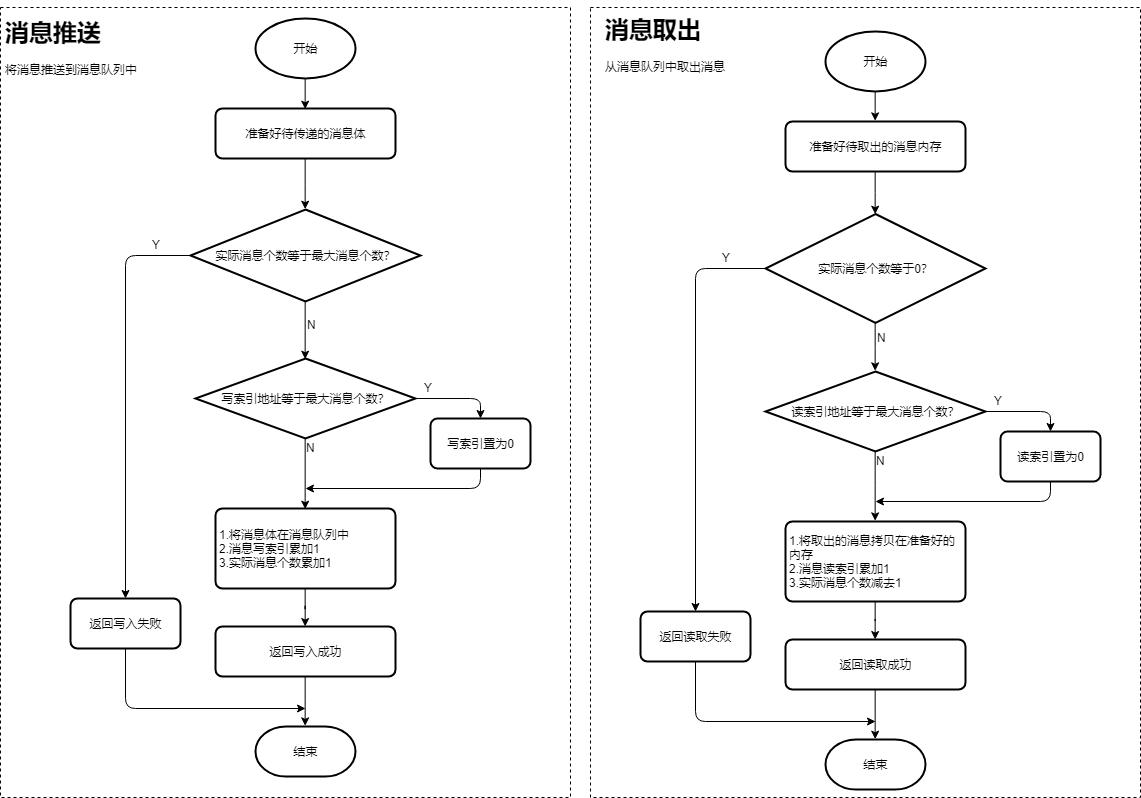 消息推送
将消息推送到消息队列中
开始
准备好待传递的消息体
实际消息个数等于最大消息个数?
Y
N
写索引地址等于最大消息个数?
Y
写索引置为0
N
1.将消息体在消息队列中
2.消息写索引累加1
3.实际消息个数累加1
返回写入失败
返回写入成功
结束
消息取出
从消息队列中取出消息
开始
准备好待取出的消息内存
实际消息个数等于0?
Y
N
读索引地址等于最大消息个数?
Y
读索引置为0
N
1.将取出的消息拷贝在准备好的
内存
2.消息读索引累加1
3.实际消息个数减去1
返回读取失败
返回读取成功
结束